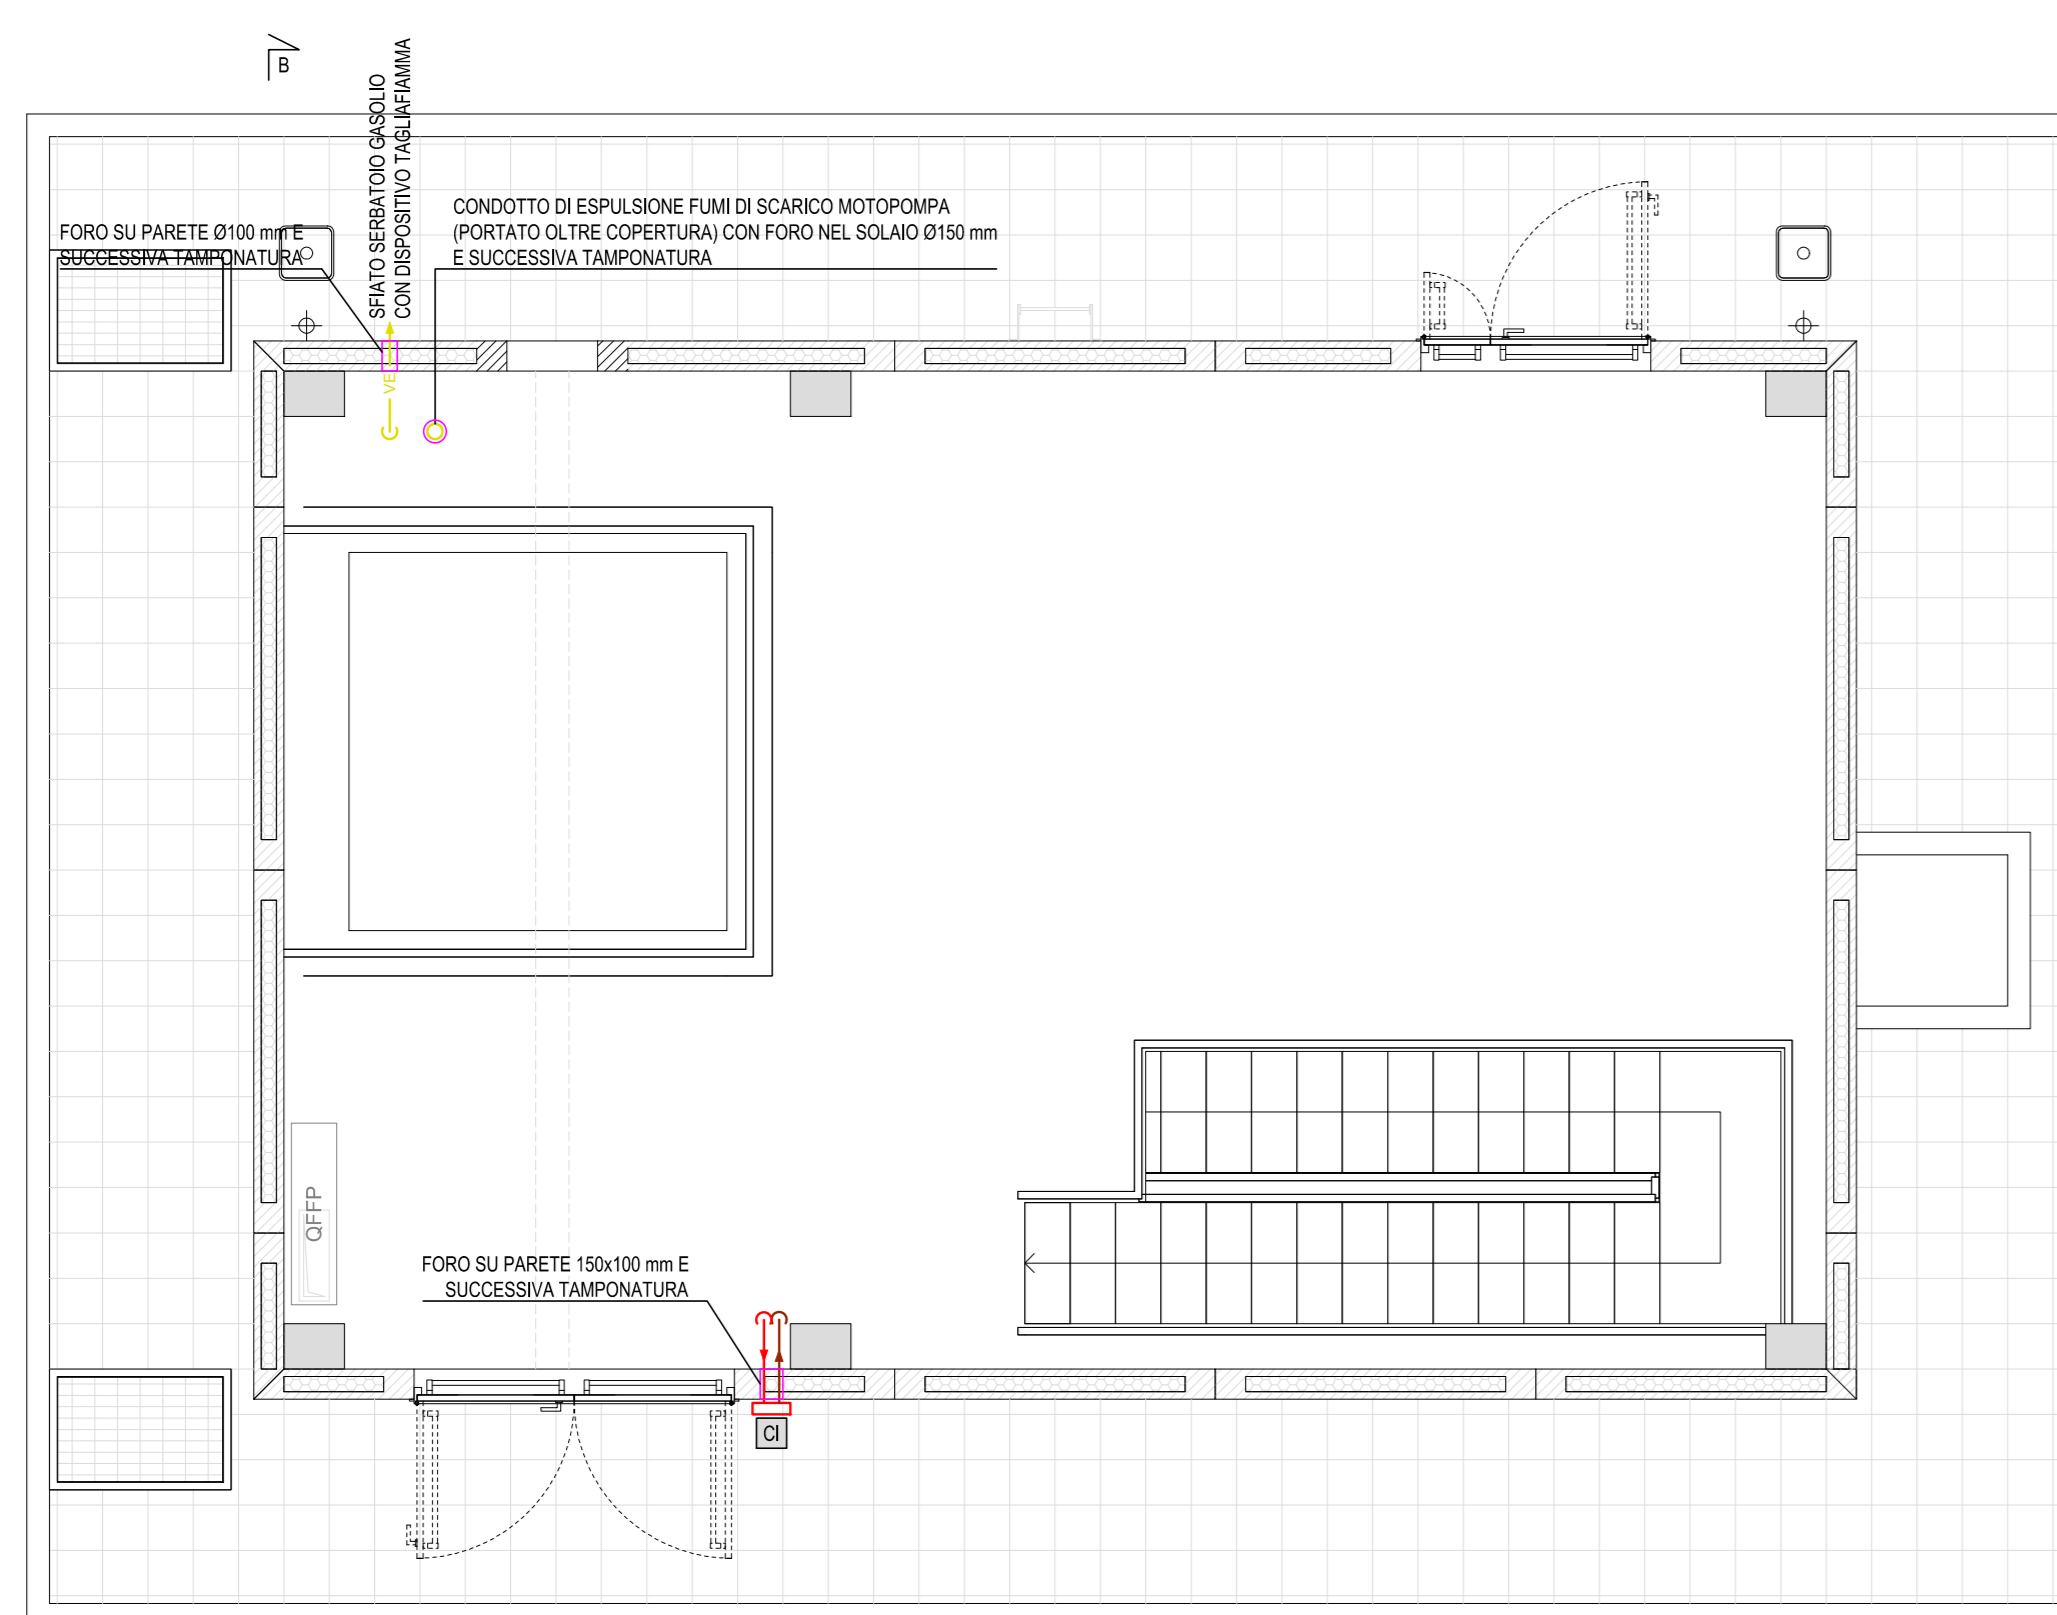 B
SFIATO SERBATOIO GASOLIO
CON DISPOSITIVO TAGLIAFIAMMA
FORO SU PARETE Ø100 mm E
SUCCESSIVA TAMPONATURA
CONDOTTO DI ESPULSIONE FUMI DI SCARICO MOTOPOMPA
(PORTATO OLTRE COPERTURA) CON FORO NEL SOLAIO Ø150 mm
E SUCCESSIVA TAMPONATURA
VE
QFFP
FORO SU PARETE 150x100 mm E
SUCCESSIVA TAMPONATURA
CI